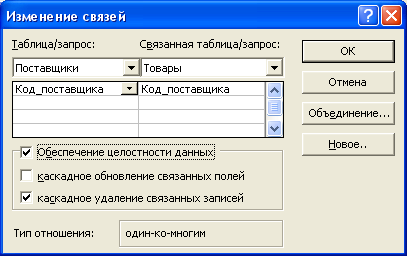 Изменение связей
Таблица/запрос: Связанная таблица/запрос:
Поставщики Товары
Код_поставщика Код_поставщика
Обеспечение целостности данных
каскадное обновление связанных полей
каскадное удаление связанных записей
Тип отношения: один-ко-многим
ОК
Отмена
Объединение...
Новое..